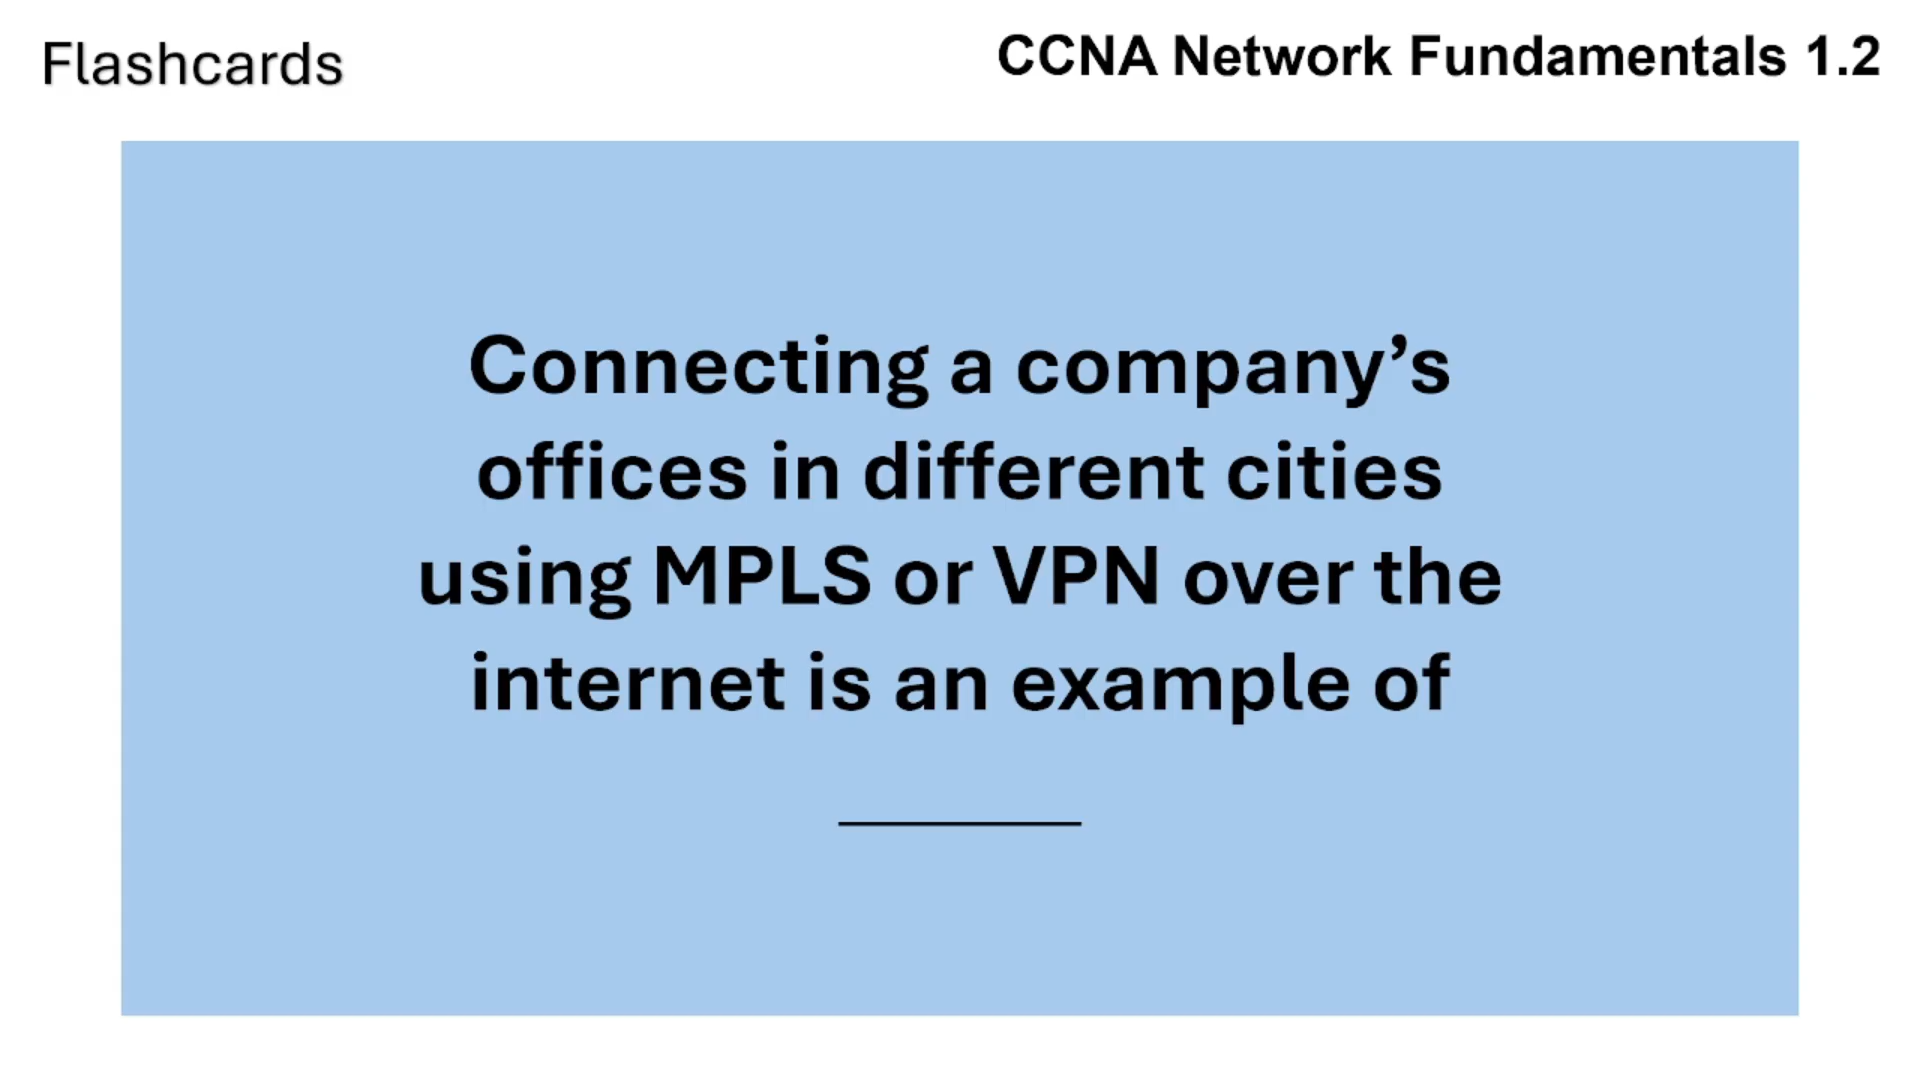 Flashcards
CCNA Network Fundamentals 1.2
Connecting a company’s
offices in different cities
using MPLS or VPN over the
internet is an example of